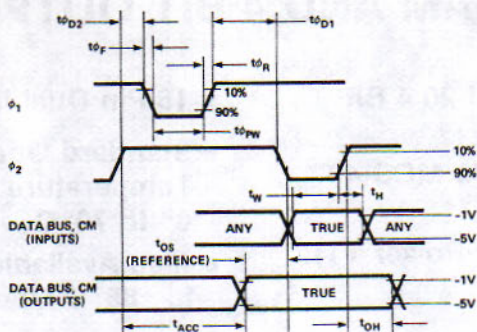 tφD2
tφD1
tφF
tφR
10%
φ1
90%
tφPW
φ2
10%
90%
tW
tH
DATA BUS, CM
(INPUTS)
ANY
TRUE
ANY
-1V
-5V
tOS
(REFERENCE)
DATA BUS, CM
(OUTPUTS)
TRUE
-1V
-5V
tACC
tOH